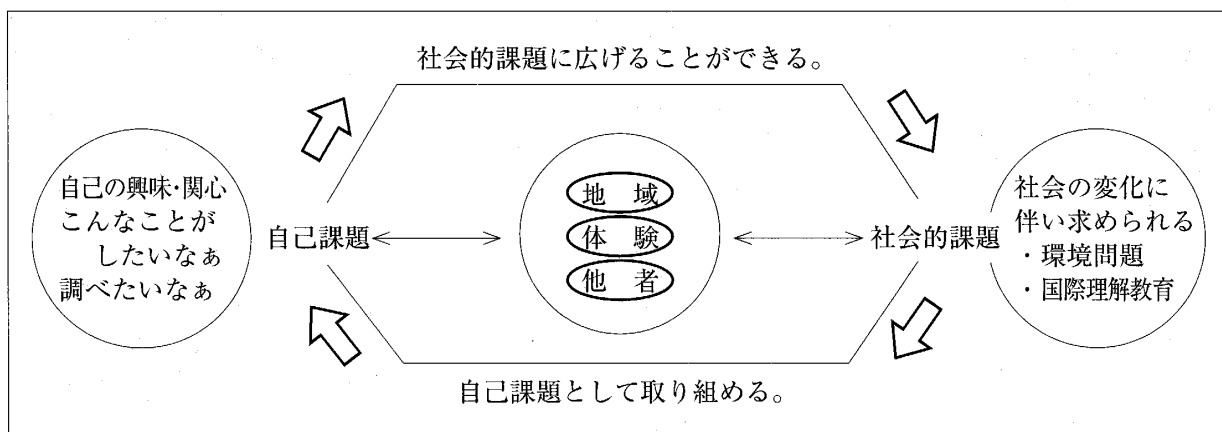 社会的課題に広げることができる。
自己の興味・関心
こんなことが
したいなぁ
調べたいなぁ
自己課題
地 域
体 験
他 者
社会的課題
社会の変化に
伴い求められる
・環境問題
・国際理解教育
自己課題として取り組める。